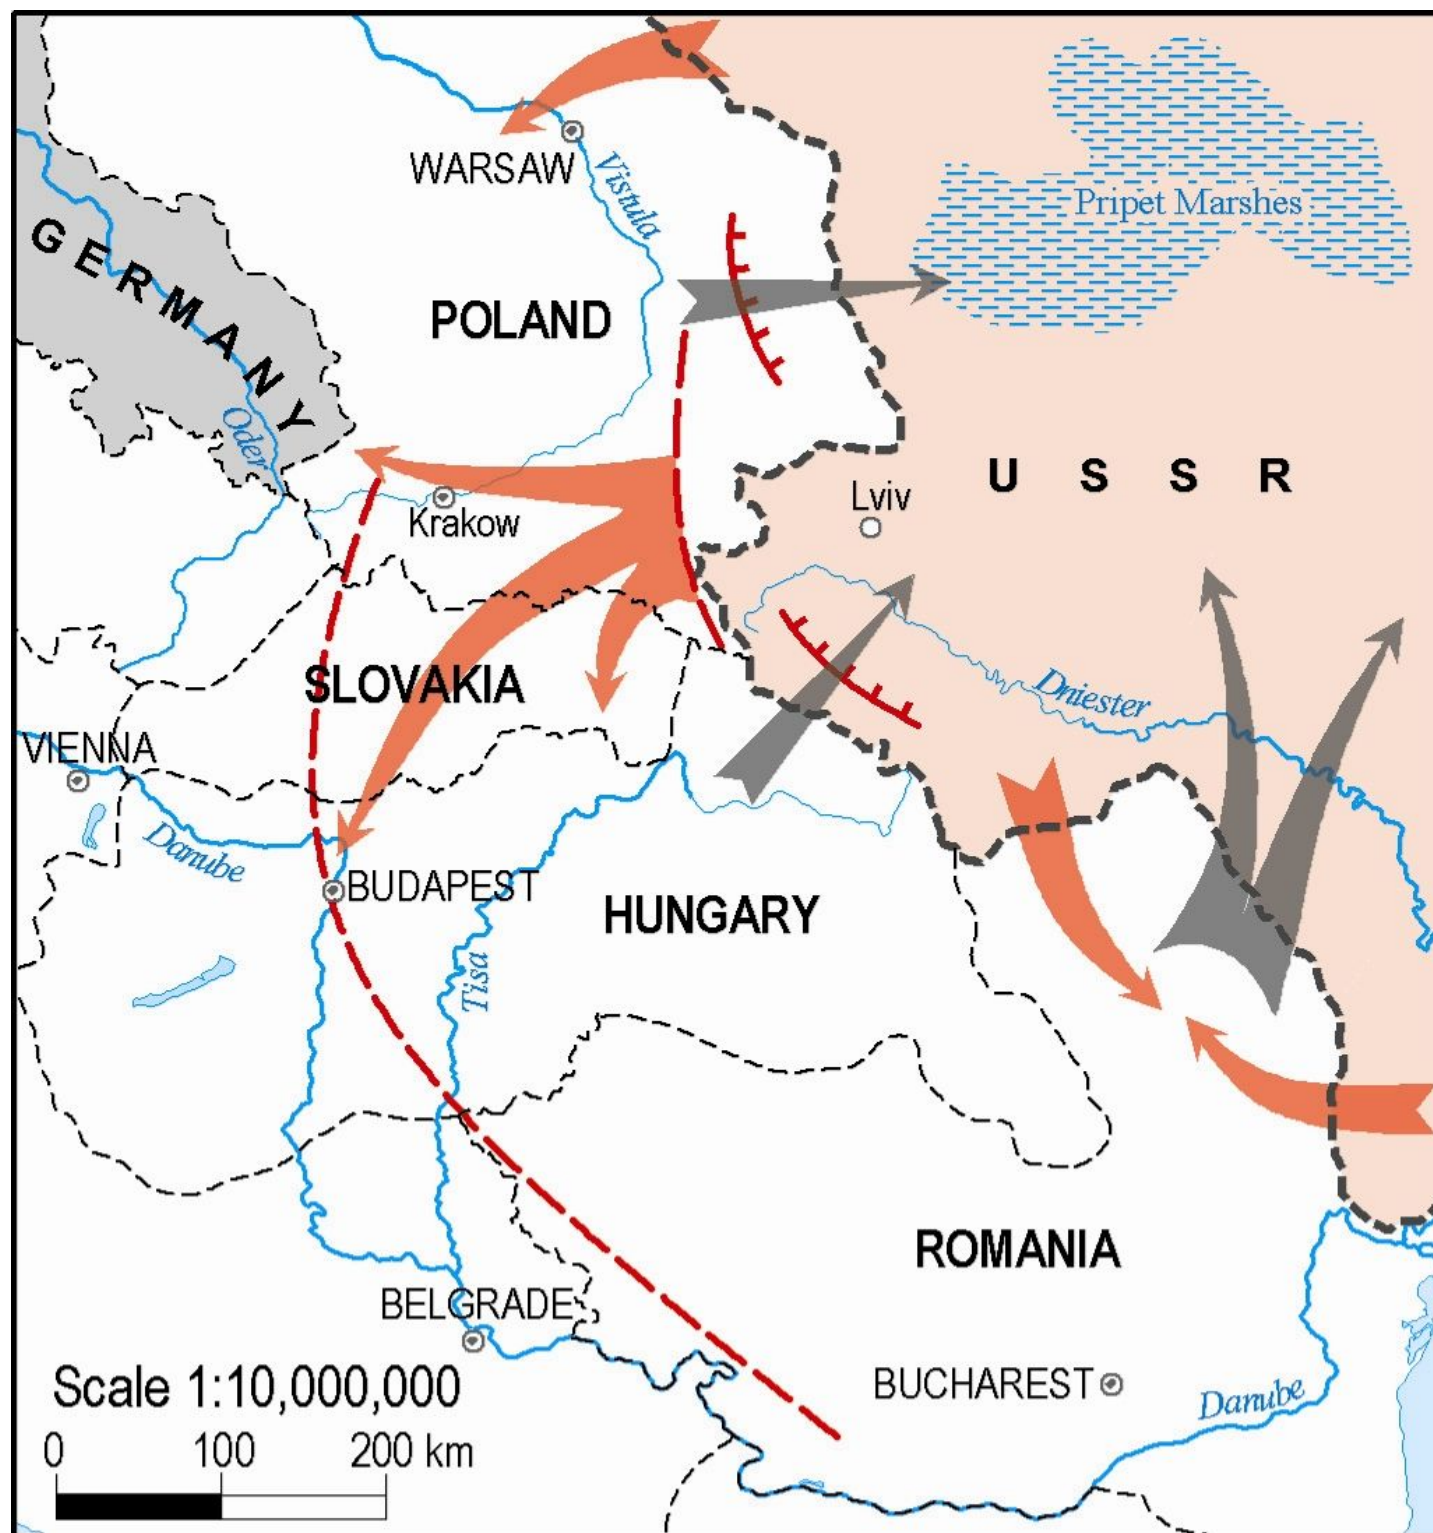 WARSAW
Vistula
Pripet Marshes
GERMANY
POLAND
Oder
Krakow
Lviv
USSR
SLOVAKIA
Dniester
VIENNA
Danube
BUDAPEST
HUNGARY
Tisa
ROMANIA
BELGRADE
BUCHAREST
Danube
Scale 1:10,000,000
0 100 200 km